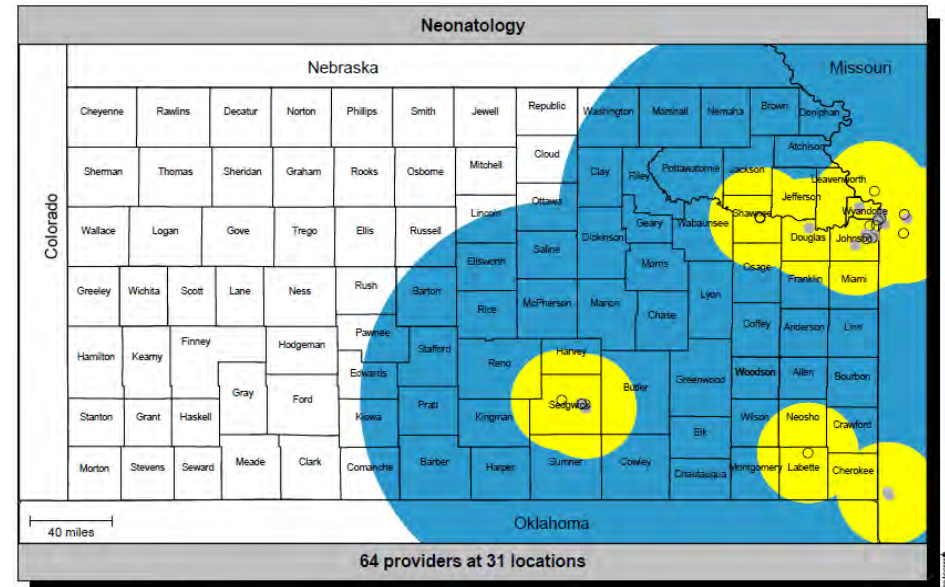 Neonatology
Nebraska
Missouri
Colorado
Cheyenne Rawlins Decatur Norton Phillips Smith Jewell Republic Washington Marshall Nemaha Brown Doniphan
Atchison
Cloud
Sherman Thomas Sheridan Graham Rooks Osborne Mitchell Clay Riley Pottawatomie Jackson Leavenworth
Jefferson
Ottawa
Lincoln Shawnee Wyandotte
Wallace Logan Gove Trego Ellis Russell Dickinson Geary Wabaunsee Douglas Johnson
Saline
Ellsworth Morris Osage
Franklin Miami
Greeley Wichita Scott Lane Ness Rush Barton Rice McPherson Marion Lyon
Chase
Coffey Anderson Linn
Pawnee
Hamilton Kearny Finney Hodgeman Stafford Harvey
Reno
Edwards Butler Greenwood Woodson Allen Bourbon
Gray Ford
Stanton Grant Haskell Kiowa Pratt Kingman Sedgwick Wilson Neosho Crawford
Elk
Morton Stevens Seward Meade Clark Comanche Barber Harper Sumner Cowley Chautauqua Montgomery Labette Cherokee
Oklahoma
40 miles
64 providers at 31 locations